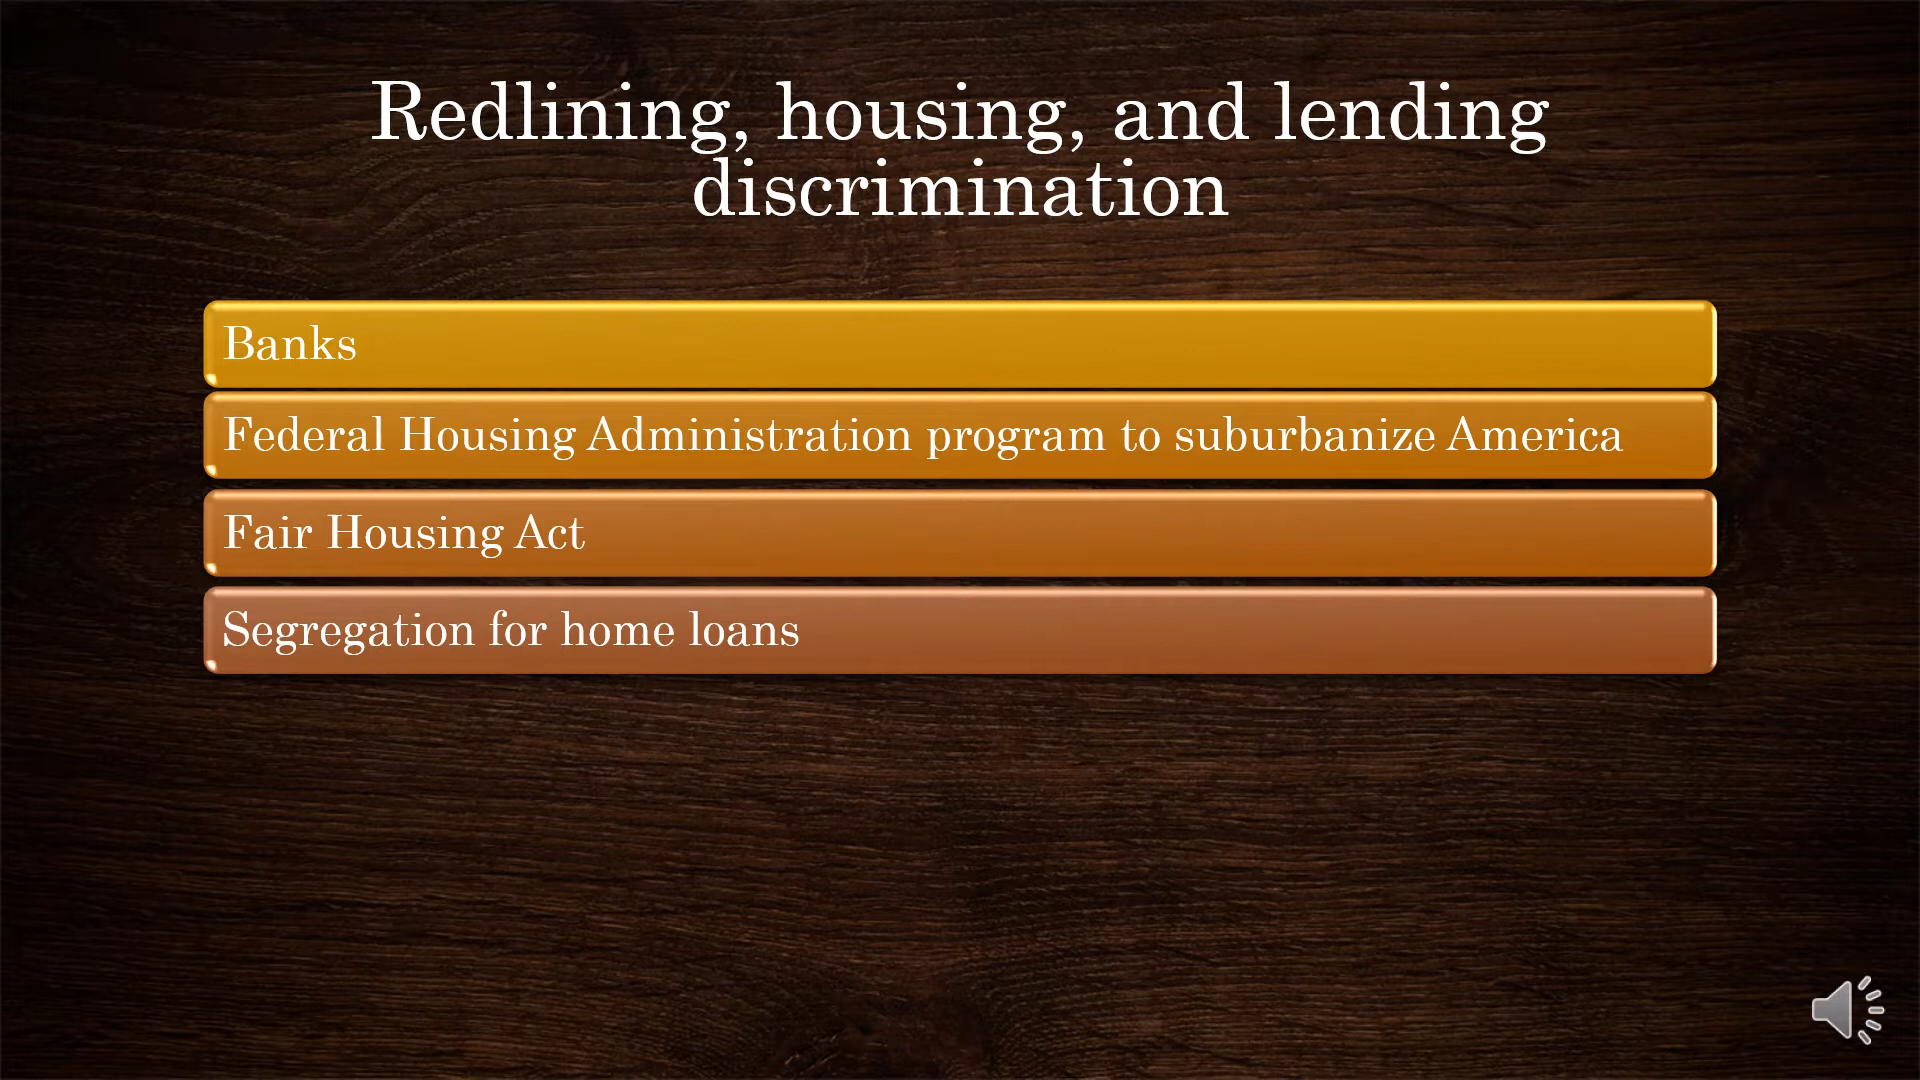 Redlining, housing, and lending
discrimination
Banks
Federal Housing Administration program to suburbanize America
Fair Housing Act
Segregation for home loans